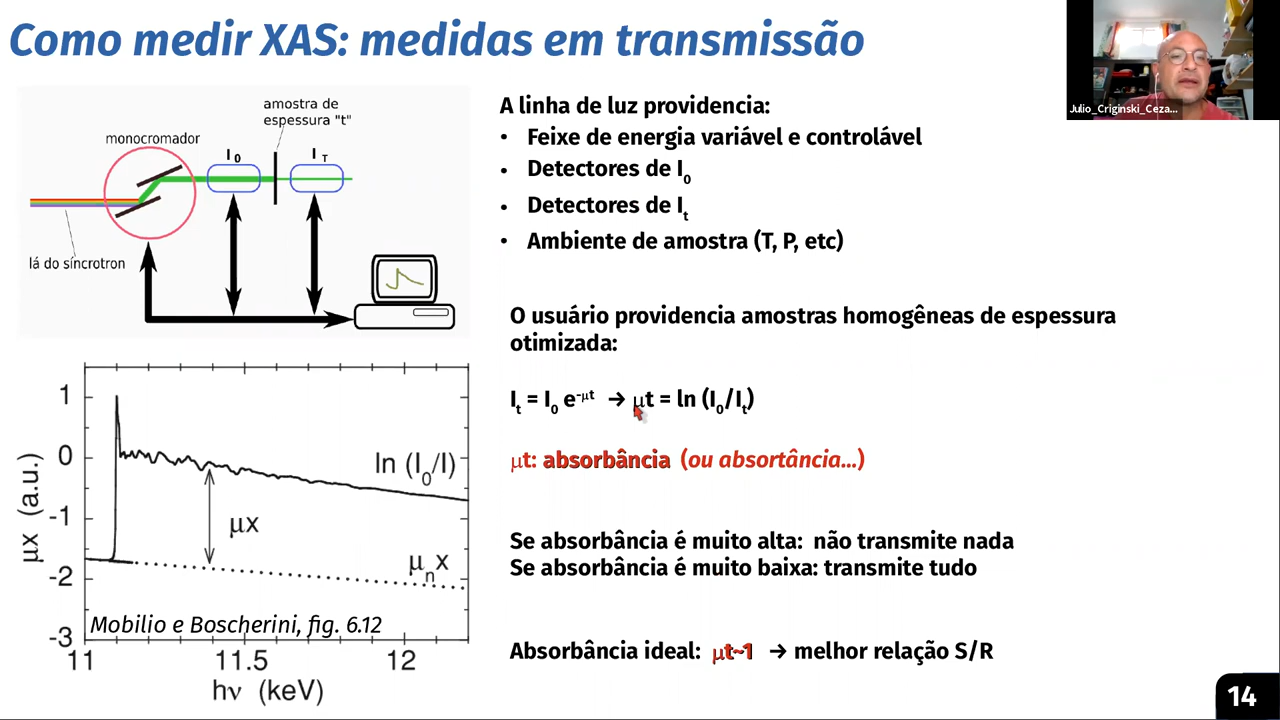 Como medir XAS: medidas em transmissão
Julio_Criginski_Ceza...
amostra de
espessura "t"
monocromador
I0
IT
lá do síncrotron
A linha de luz providencia:
• Feixe de energia variável e controlável
• Detectores de I0
• Detectores de It
• Ambiente de amostra (T, P, etc)
O usuário providencia amostras homogêneas de espessura
otimizada:
It = I0 e-μt → μt = ln (I0/It)
μt: absorbância (ou absortância...)
Se absorbância é muito alta: não transmite nada
Se absorbância é muito baixa: transmite tudo
Absorbância ideal: μt~1 → melhor relação S/R
μx (a.u.)
1
0
-1
-2
-3
ln (I0/I)
μx
μnx
Mobilio e Boscherini, fig. 6.12
11 11.5 12
hν (keV)
14